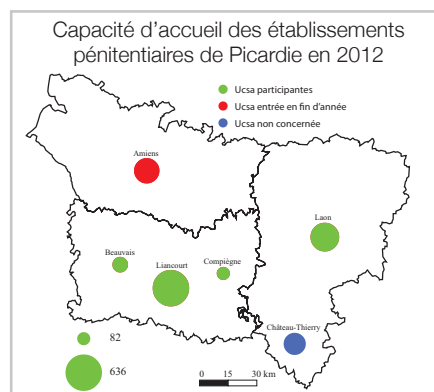 Capacité d'accueil des établissements
pénitentiaires de Picardie en 2012
Ucsa participantes
Ucsa entrée en fin d'année
Ucsa non concernée
Amiens
Laon
Beauvais
Liancourt
Compiègne
Château-Thierry
82
636
0 15 30 km